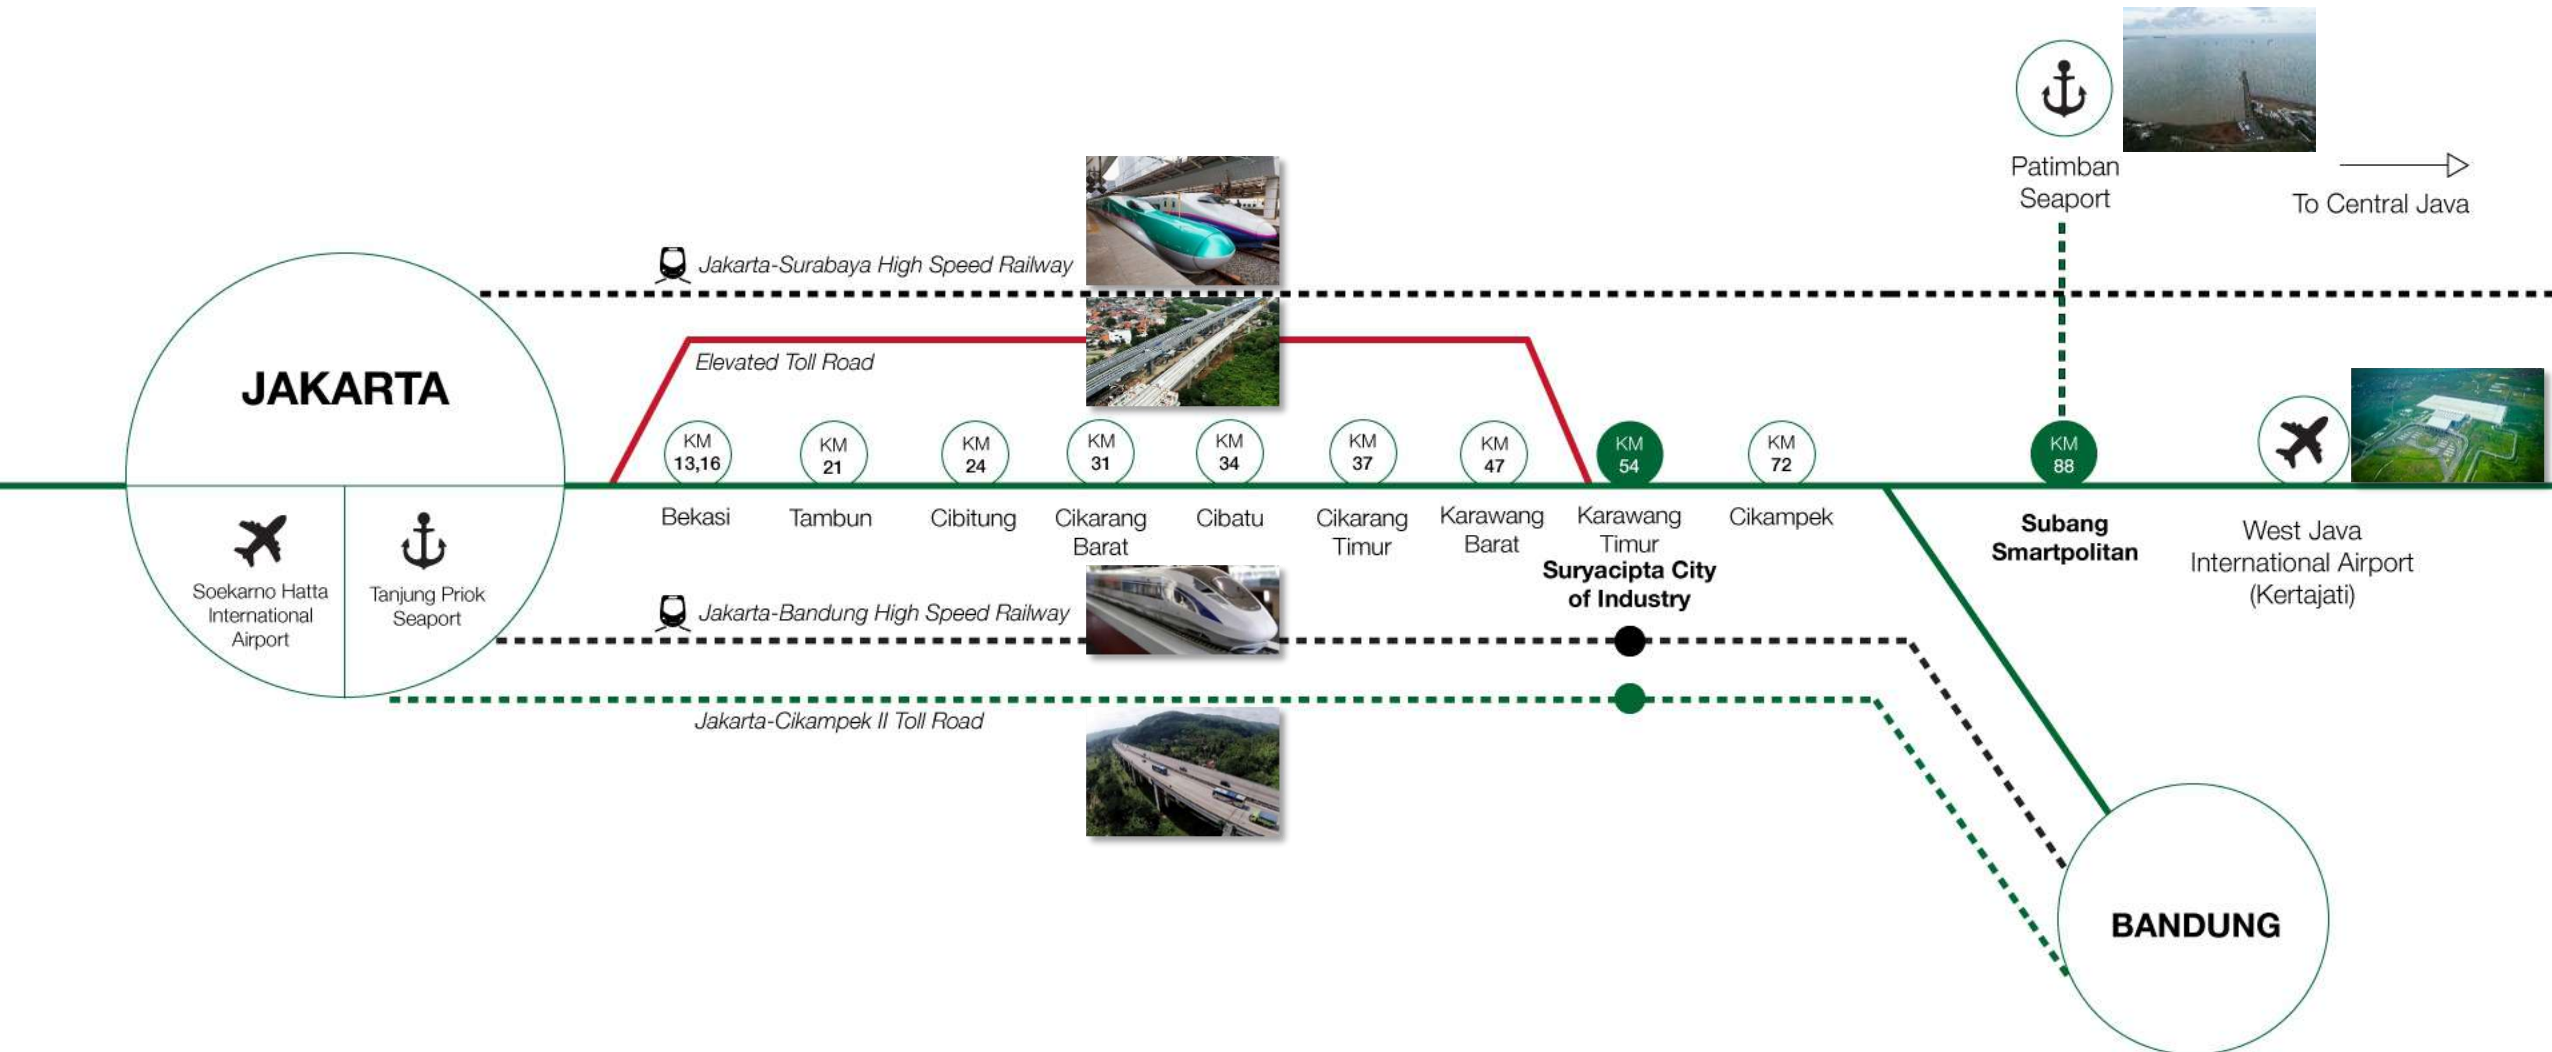 Patimban
Seaport
To Central Java
Jakarta-Surabaya High Speed Railway
JAKARTA
Elevated Toll Road
KM
13,16
KM
21
KM
24
KM
31
KM
34
KM
37
KM
47
KM
54
KM
72
KM
88
Bekasi
Tambun
Cibitung
Cikarang
Barat
Cibatu
Cikarang
Timur
Karawang
Barat
Karawang
Timur
Suryacipta City
of Industry
Cikampek
Subang
Smartpolitan
West Java
International Airport
(Kertajati)
Soekarno Hatta
International
Airport
Tanjung Priok
Seaport
Jakarta-Bandung High Speed Railway
Jakarta-Cikampek II Toll Road
BANDUNG